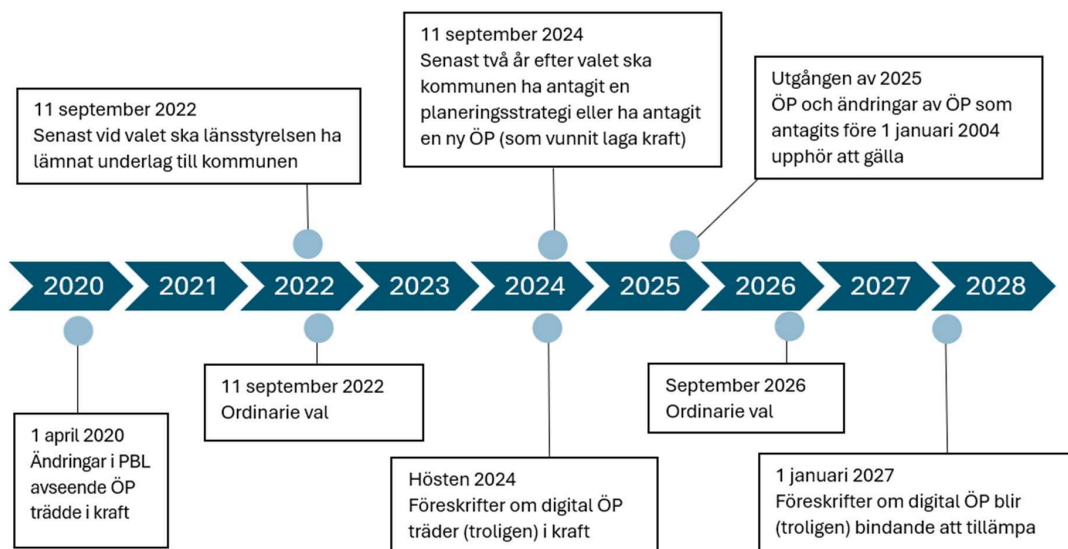 11 september 2022
Senast vid valet ska länsstyrelsen ha
lämnat underlag till kommunen
11 september 2024
Senast två år efter valet ska
kommunen ha antagit en
planeringsstrategi eller ha antagit
en ny ÖP (som vunnit laga kraft)
Utgången av 2025
ÖP och ändringar av ÖP som
antagits före 1 januari 2004
upphör att gälla
2020 2021 2022 2023 2024 2025 2026 2027 2028
1 april 2020
Ändringar i PBL
avseende ÖP
trädde i kraft
11 september 2022
Ordinarie val
Hösten 2024
Föreskrifter om digital ÖP
träder (troligen) i kraft
September 2026
Ordinarie val
1 januari 2027
Föreskrifter om digital ÖP blir
(troligen) bindande att tillämpa